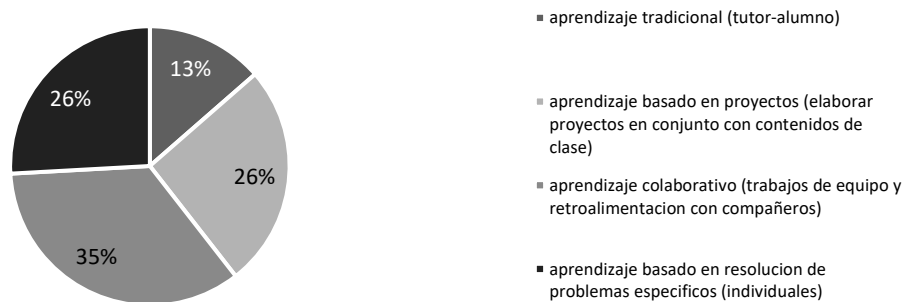 13%
26%
35%
26%
aprendizaje tradicional (tutor-alumno)
aprendizaje basado en proyectos (elaborar
proyectos en conjunto con contenidos de
clase)
aprendizaje colaborativo (trabajos de equipo y
retroalimentacion con compañeros)
aprendizaje basado en resolucion de
problemas especificos (individuales)